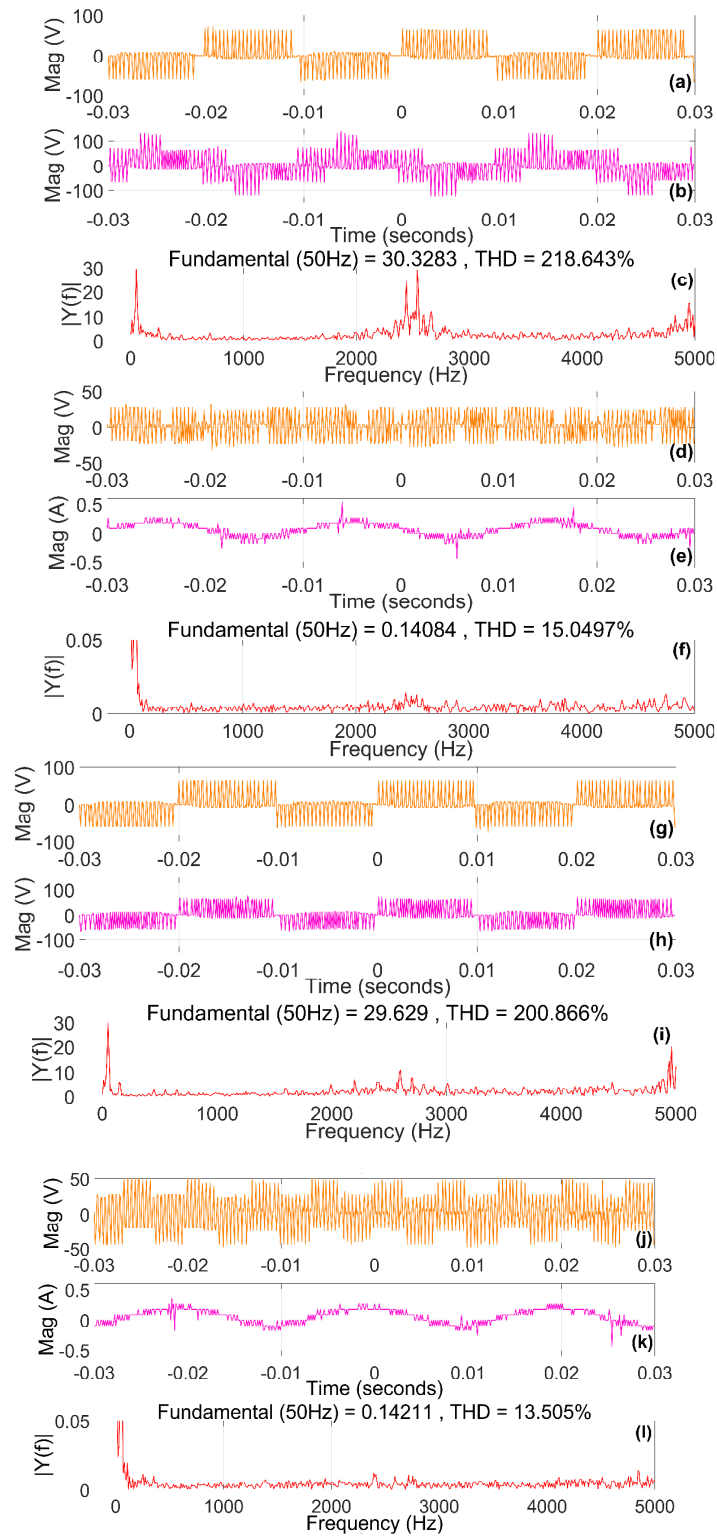 Mag (V)
0
-100
(a)
-0.03 -0.02 -0.01 0 0.01 0.02 0.03
Mag (V)
100
0
-100
(b)
-0.03 -0.02 -0.01 0 0.01 0.02 0.03
Time (seconds)
Fundamental (50Hz) = 30.3283 , THD = 218.643%
|Y(f)|
30
20
10
0
(c)
0 1000 2000 3000 4000 5000
Frequency (Hz)
Mag (V)
50
0
-50
(d)
-0.03 -0.02 -0.01 0 0.01 0.02 0.03
Mag (A)
0.5
0
-0.5
(e)
-0.03 -0.02 -0.01 0 0.01 0.02 0.03
Time (seconds)
Fundamental (50Hz) = 0.14084 , THD = 15.0497%
|Y(f)|
0.05
0
(f)
0 1000 2000 3000 4000 5000
Frequency (Hz)
Mag (V)
100
0
-100
(g)
-0.03 -0.02 -0.01 0 0.01 0.02 0.03
Mag (V)
100
0
-100
(h)
-0.03 -0.02 -0.01 0 0.01 0.02 0.03
Time (seconds)
Fundamental (50Hz) = 29.629 , THD = 200.866%
|Y(f)|
30
20
10
0
(i)
0 1000 2000 3000 4000 5000
Frequency (Hz)
Mag (V)
50
0
-50
(j)
-0.03 -0.02 -0.01 0 0.01 0.02 0.03
Mag (A)
0.5
0
-0.5
(k)
-0.03 -0.02 -0.01 0 0.01 0.02 0.03
Time (seconds)
Fundamental (50Hz) = 0.14211 , THD = 13.505%
|Y(f)|
0.05
0
(l)
0 1000 2000 3000 4000 5000
Frequency (Hz)